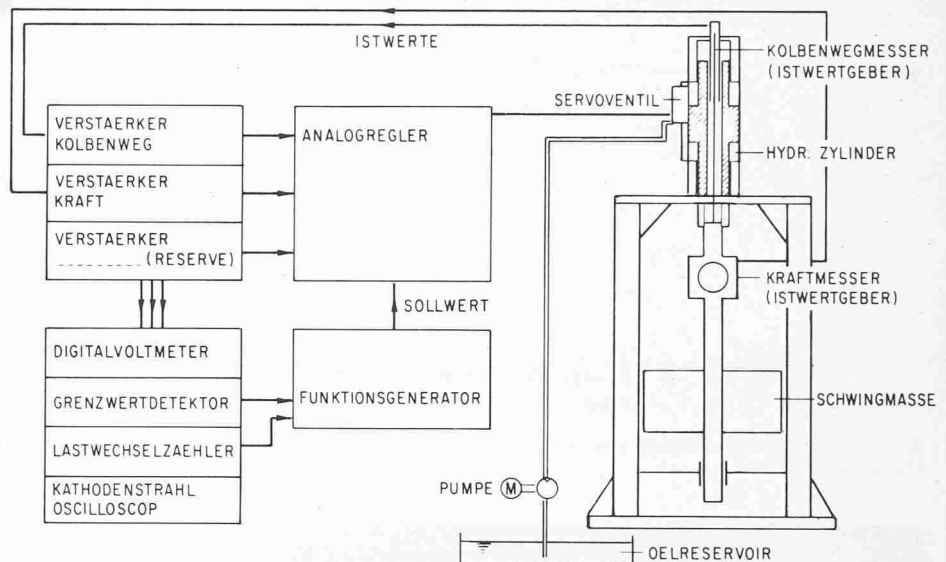 ISTWERTE
KOLBENWEGMESSER
(ISTWERTGEBER)
SERVOVENTIL
VERSTAERKER
KOLBENWEG
ANALOGREGLER
HYDR. ZYLINDER
VERSTAERKER
KRAFT
VERSTAERKER
_________(RESERVE)
KRAFTMESSER
(ISTWERTGEBER)
SOLLWERT
DIGITALVOLTMETER
GRENZWERTDETEKTOR
FUNKTIONSGENERATOR
SCHWINGMASSE
LASTWECHSELZAEHLER
KATHODENSTRAHL
OSCILLOSCOP
PUMPE M
OELRESERVOIR